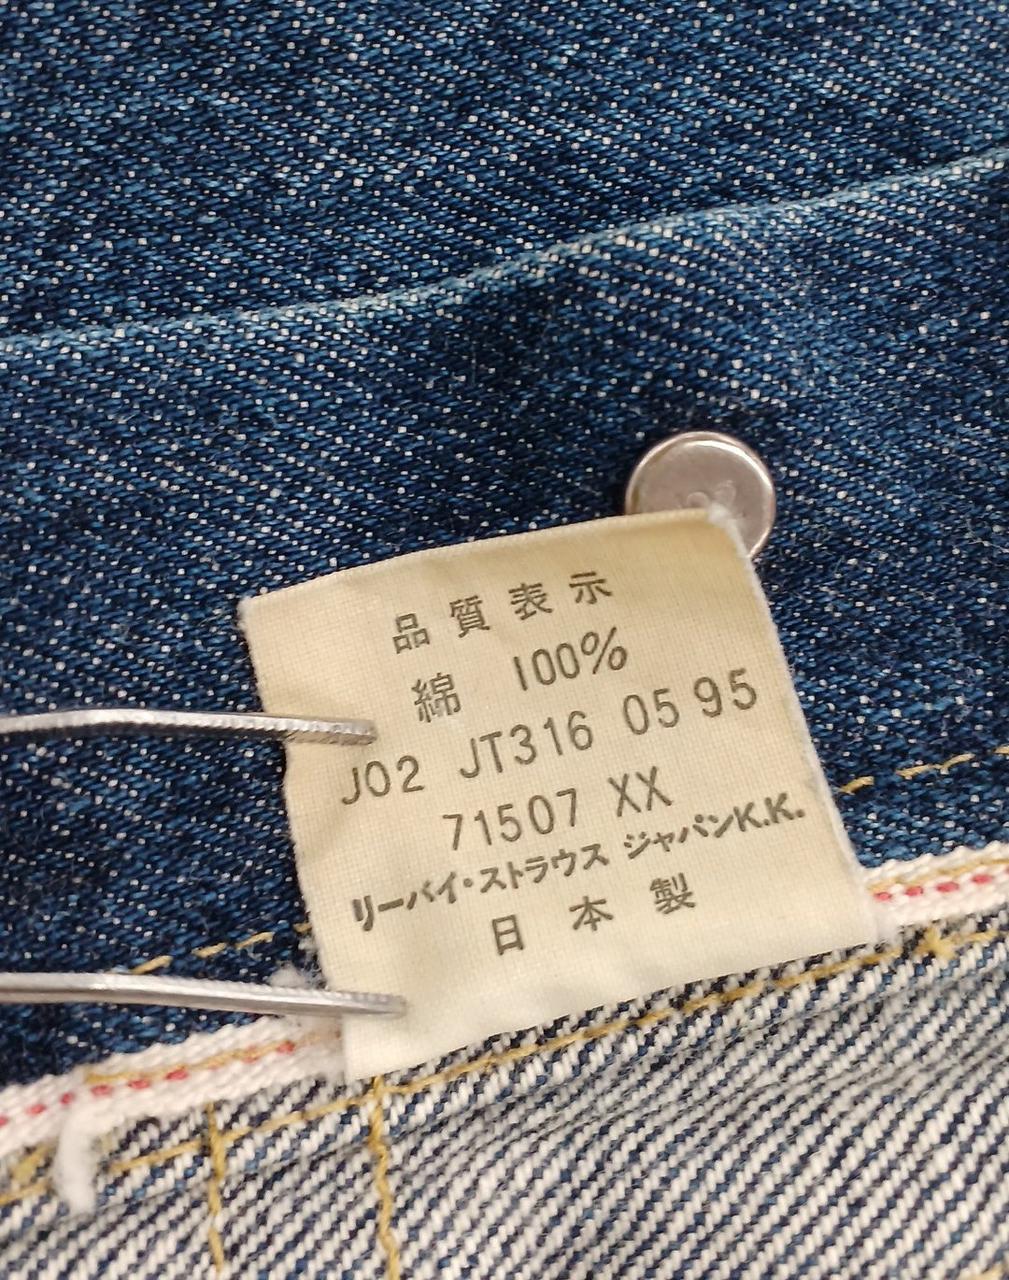 品質表示
綿 100%
J02 JT316 05 95
71507 XX
リーバイ・ストラウス ジャパンK.K.
日本製